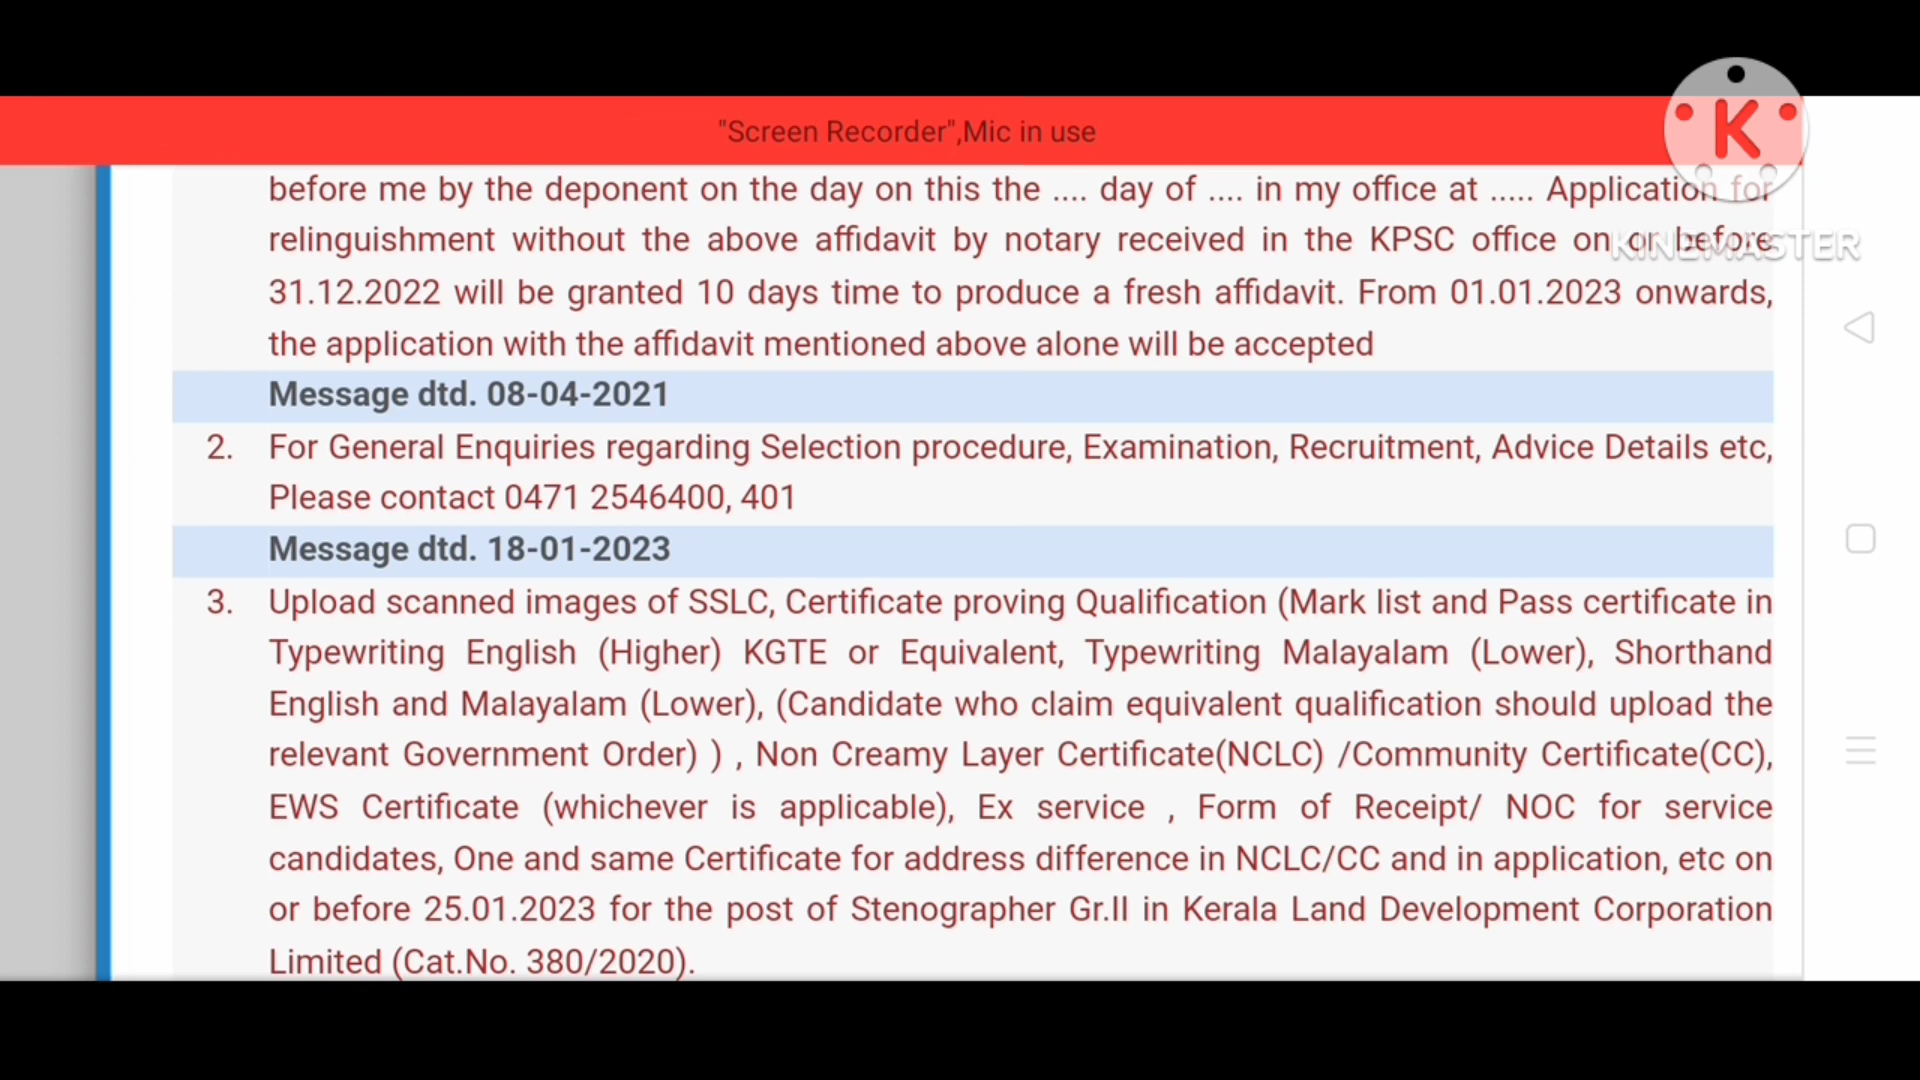 "Screen Recorder",Mic in use
K
before me by the deponent on the day on this the .... day of .... in my office at ..... Application for
relinguishment without the above affidavit by notary received in the KPSC office on or before
KINEMASTER
31.12.2022 will be granted 10 days time to produce a fresh affidavit. From 01.01.2023 onwards,
the application with the affidavit mentioned above alone will be accepted
Message dtd. 08-04-2021
2. For General Enquiries regarding Selection procedure, Examination, Recruitment, Advice Details etc,
Please contact 0471 2546400, 401
Message dtd. 18-01-2023
3. Upload scanned images of SSLC, Certificate proving Qualification (Mark list and Pass certificate in
Typewriting English (Higher) KGTE or Equivalent, Typewriting Malayalam (Lower), Shorthand
English and Malayalam (Lower), (Candidate who claim equivalent qualification should upload the
relevant Government Order) ) , Non Creamy Layer Certificate(NCLC) /Community Certificate(CC),
EWS Certificate (whichever is applicable), Ex service , Form of Receipt/ NOC for service
candidates, One and same Certificate for address difference in NCLC/CC and in application, etc on
or before 25.01.2023 for the post of Stenographer Gr.II in Kerala Land Development Corporation
Limited (Cat.No. 380/2020).